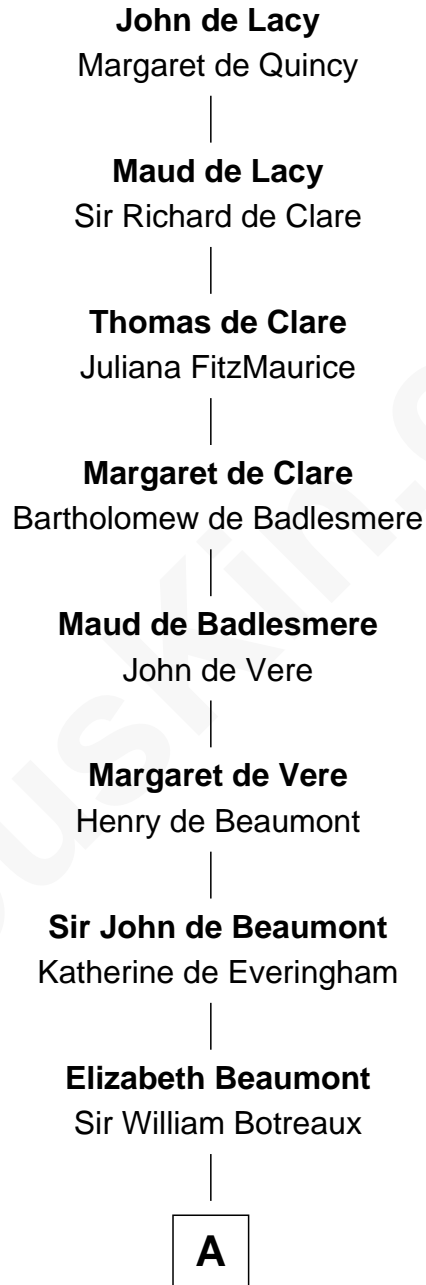 John de Lacy
Margaret de Quincy
Maud de Lacy
Sir Richard de Clare
Thomas de Clare
Juliana FitzMaurice
Margaret de Clare
Bartholomew de Badlesmere
Maud de Badlesmere
John de Vere
Margaret de Vere
Henry de Beaumont
Sir John de Beaumont
Katherine de Everingham
Elizabeth Beaumont
Sir William Botreaux
A